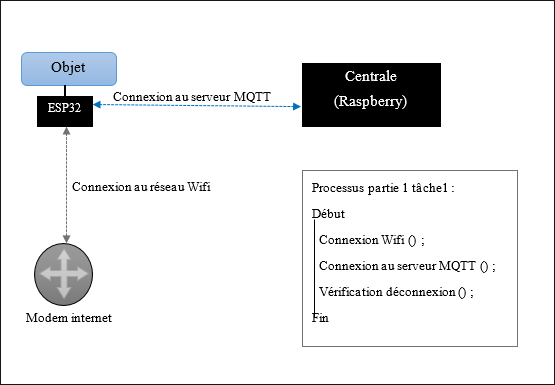 Objet
ESP32
Connexion au serveur MQTT
Centrale
(Raspberry)
Connexion au réseau Wifi
Modem internet
Processus partie 1 tâche1 :
Début
Connexion Wifi () ;
Connexion au serveur MQTT () ;
Vérification déconnexion () ;
Fin